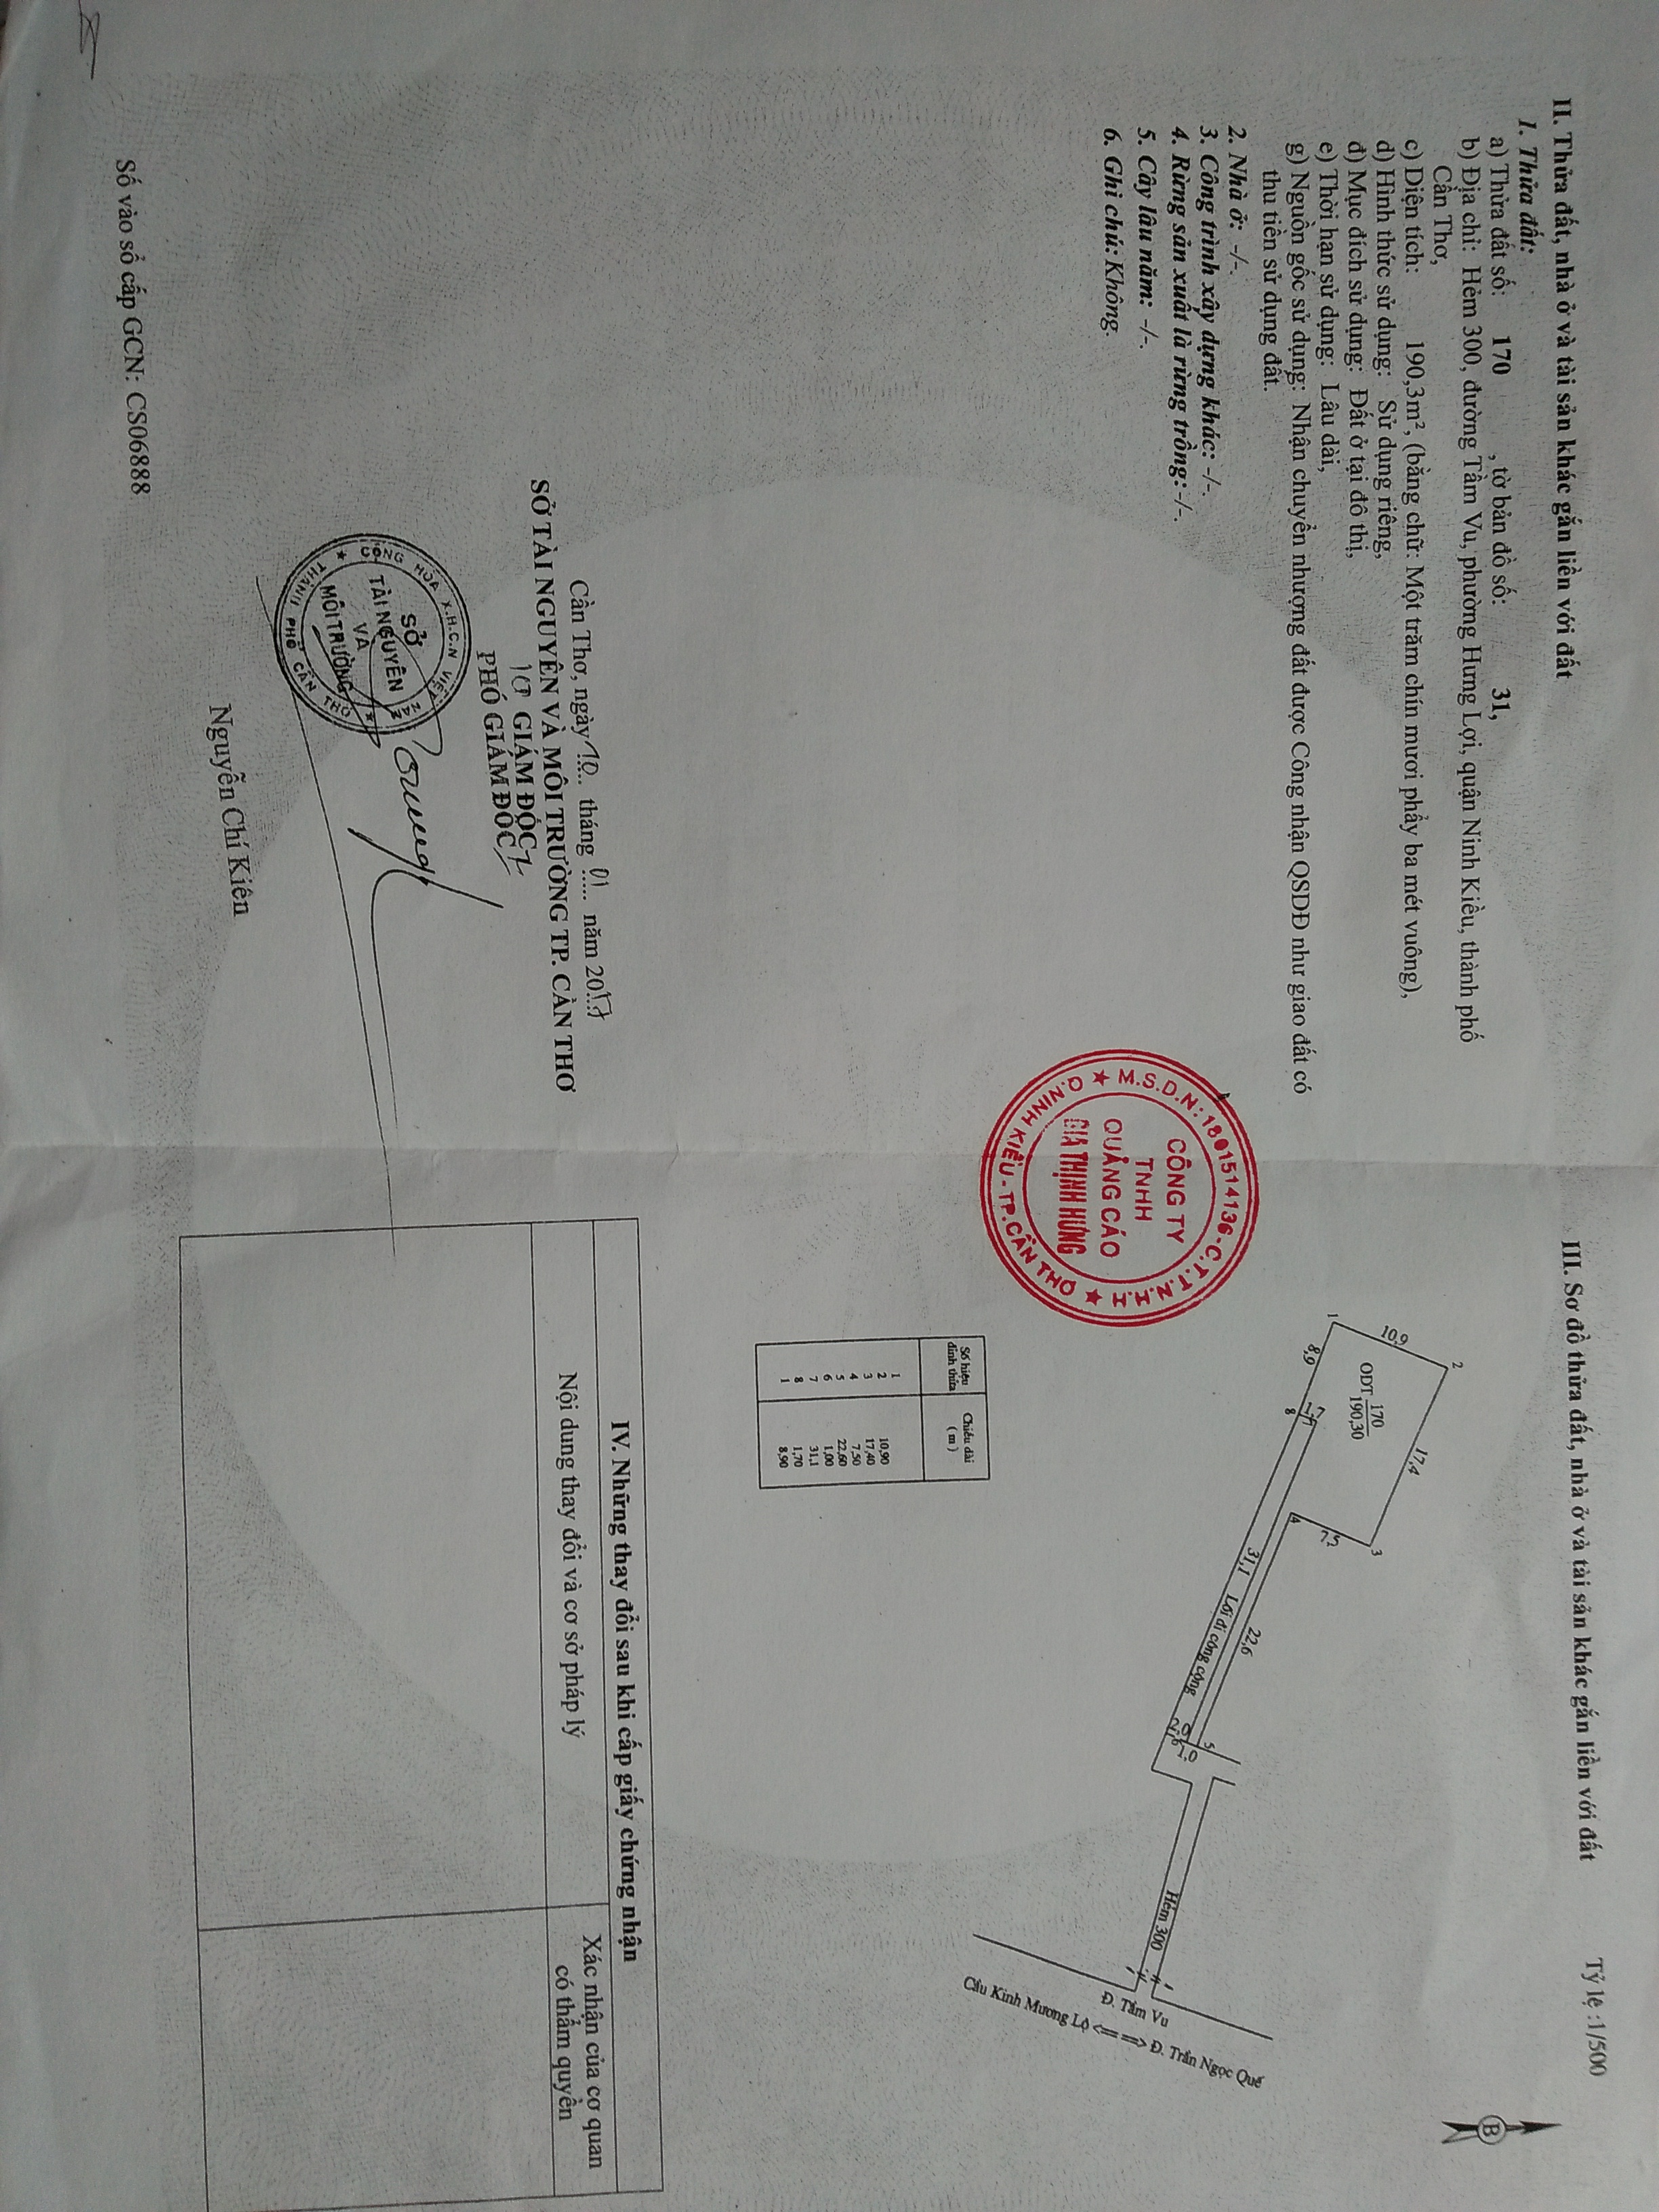 II. Thửa đất, nhà ở và tài sản khác gắn liền với đất
1. Thửa đất:
a) Thửa đất số: 170 , tờ bản đồ số: 31,
b) Địa chỉ: Hẻm 300, đường Tầm Vu, phường Hưng Lợi, quận Ninh Kiều, thành phố
Cần Thơ,
c) Diện tích: 190,3m², (bằng chữ: Một trăm chín mươi phẩy ba mét vuông),
d) Hình thức sử dụng: Sử dụng riêng,
đ) Mục đích sử dụng: Đất ở tại đô thị,
e) Thời hạn sử dụng: Lâu dài,
g) Nguồn gốc sử dụng: Nhận chuyển nhượng đất được Công nhận QSDĐ như giao đất có
thu tiền sử dụng đất.
2. Nhà ở: -/-.
3. Công trình xây dựng khác: -/-.
4. Rừng sản xuất là rừng trồng: -/-.
5. Cây lâu năm: -/-.
6. Ghi chú: Không.
Cần Thơ, ngày 10 tháng 01 năm 2017
SỞ TÀI NGUYÊN VÀ MÔI TRƯỜNG TP. CẦN THƠ
GIÁM ĐỐC
PHÓ GIÁM ĐỐC
CỘNG HÒA X.H.C.N VIỆT NAM
SỞ
TÀI NGUYÊN
VÀ
MÔI TRƯỜNG
THÀNH PHỐ CẦN THƠ
Nguyễn Chí Kiên
Số vào sổ cấp GCN: CS06888
M.S.D.N:1801514136-C.T.T.N.H.H
CÔNG TY
TNHH
QUẢNG CÁO
GIA THỊNH HƯNG
Q.NINH KIỀU-TP.CẦN THƠ
III. Sơ đồ thửa đất, nhà ở và tài sản khác gắn liền với đất
Tỷ lệ :1/500
B
2
10,9
17,4
1
ODT 170
190,30
3
8,9
7,5
4
1,7
8
31,1
22,6
Lối đi công cộng
5
6
1,0
2,6
Hẻm 300
Đ. Tầm Vu
Cầu Kinh Mương Lộ <===> Đ. Trần Ngọc Quế
Số hiệu đỉnh thửa Chiều dài ( m )
1
10,90
2
17,40
3
7,50
4
22,60
5
1,00
6
31,1
7
1,70
8
8,90
1
IV. Những thay đổi sau khi cấp giấy chứng nhận
Nội dung thay đổi và cơ sở pháp lý
Xác nhận của cơ quan
có thẩm quyền